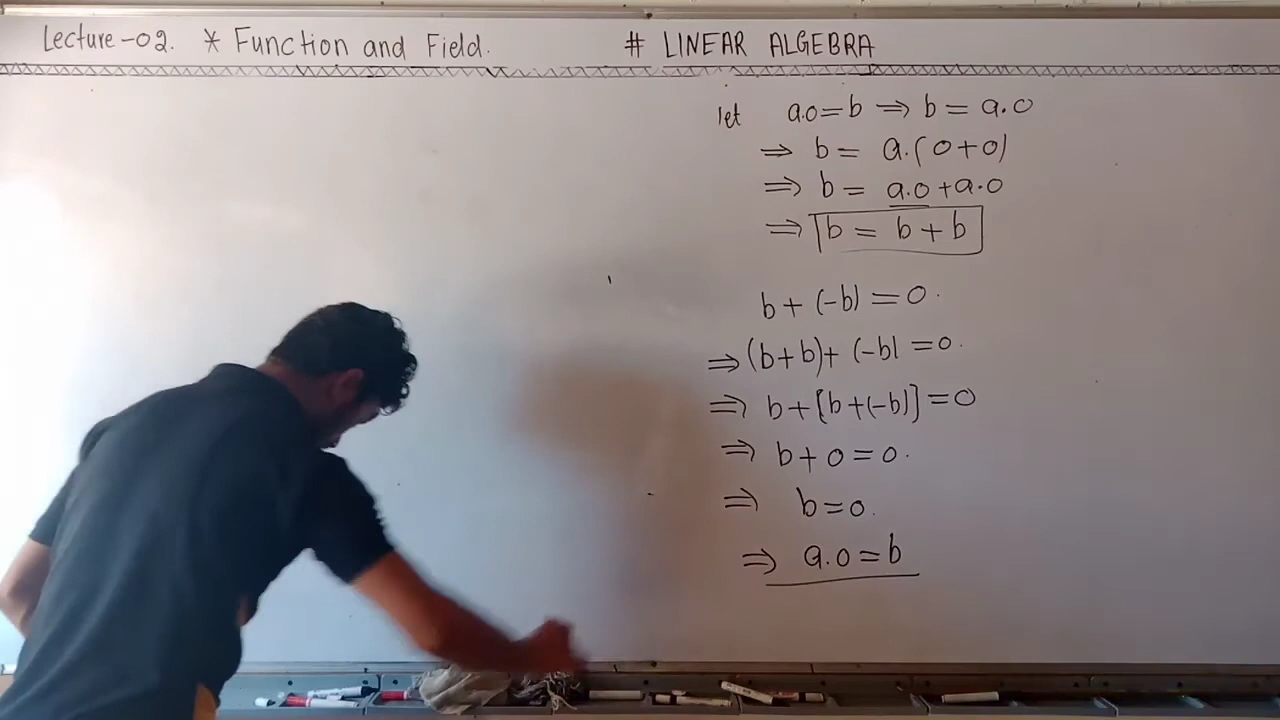 Lecture-02. * Function and Field. # LINEAR ALGEBRA
let a.0=b ⇒ b = a.0
⇒ b = a.(0+0)
⇒ b = a.0+a.0
⇒ b = b+b
b+(-b)=0.
⇒(b+b)+(-b)=0.
⇒ b+[b+(-b)]=0
⇒ b+0=0.
⇒ b=0.
⇒ a.0=b